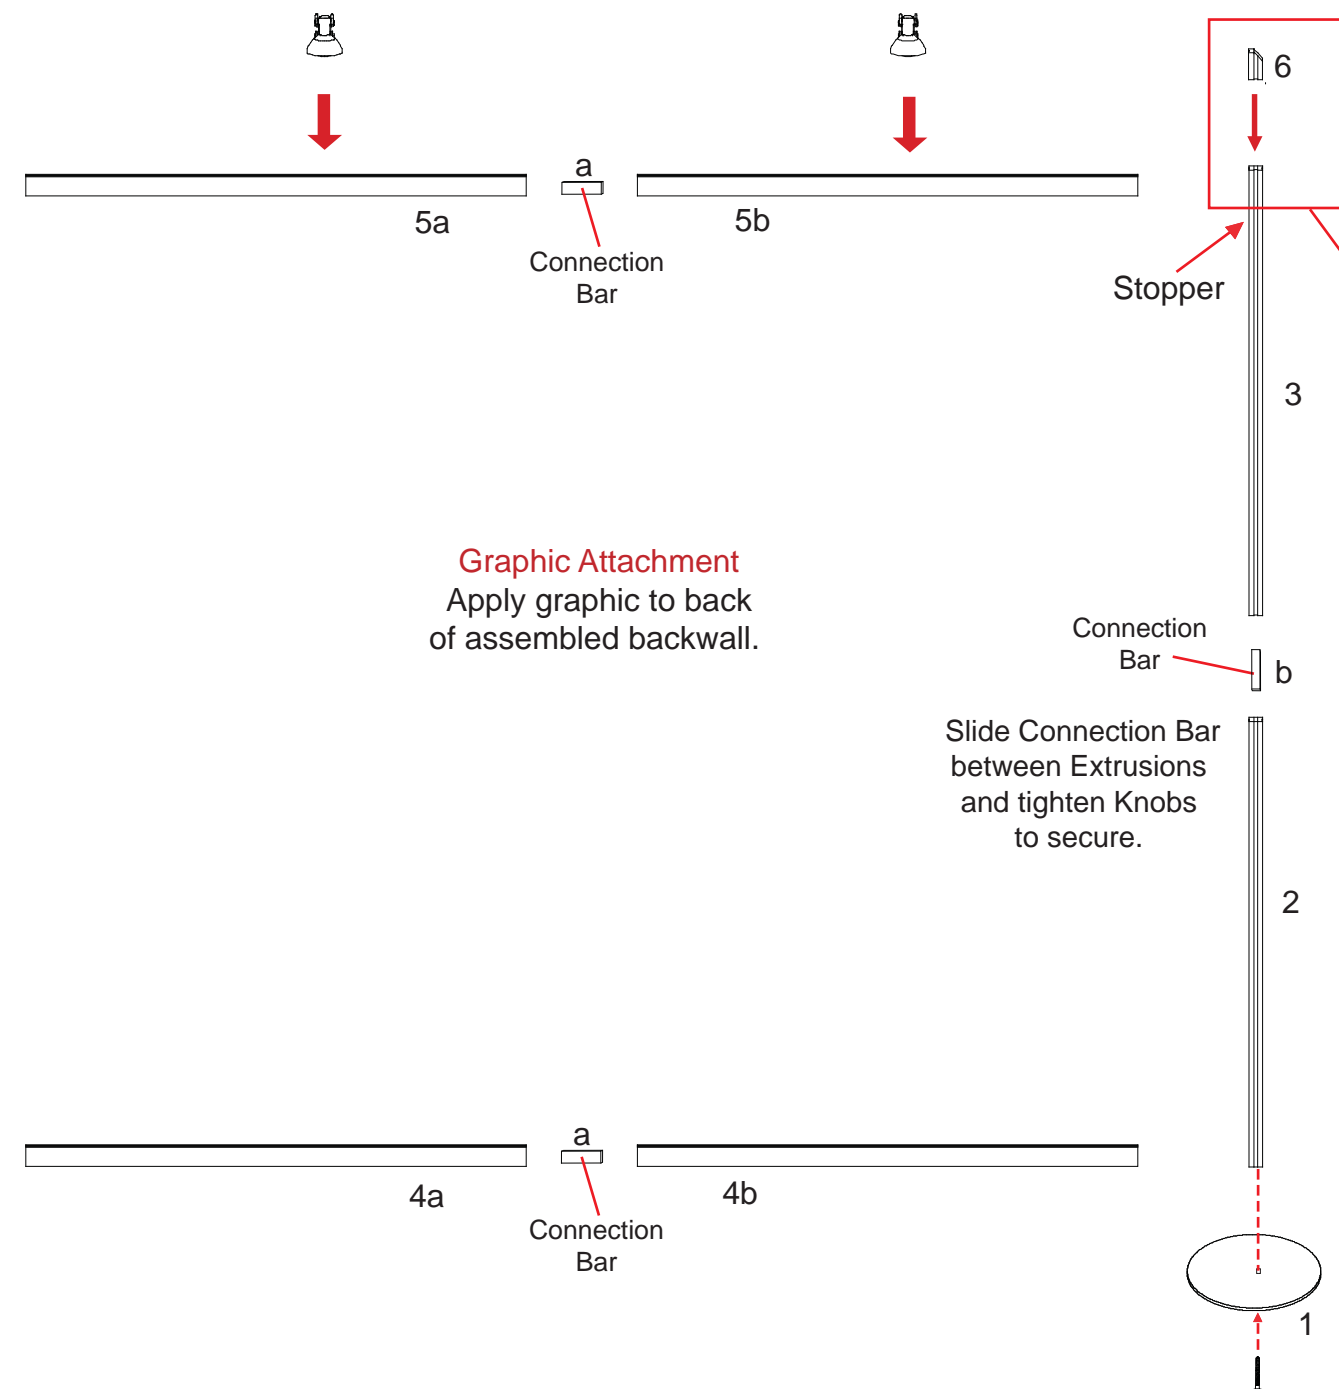 6
a
5a
5b
Connection
Bar
Stopper
3
Graphic Attachment
Apply graphic to back
of assembled backwall.
Connection
Bar
b
Slide Connection Bar
between Extrusions
and tighten Knobs
to secure.
2
a
4a
4b
Connection
Bar
1